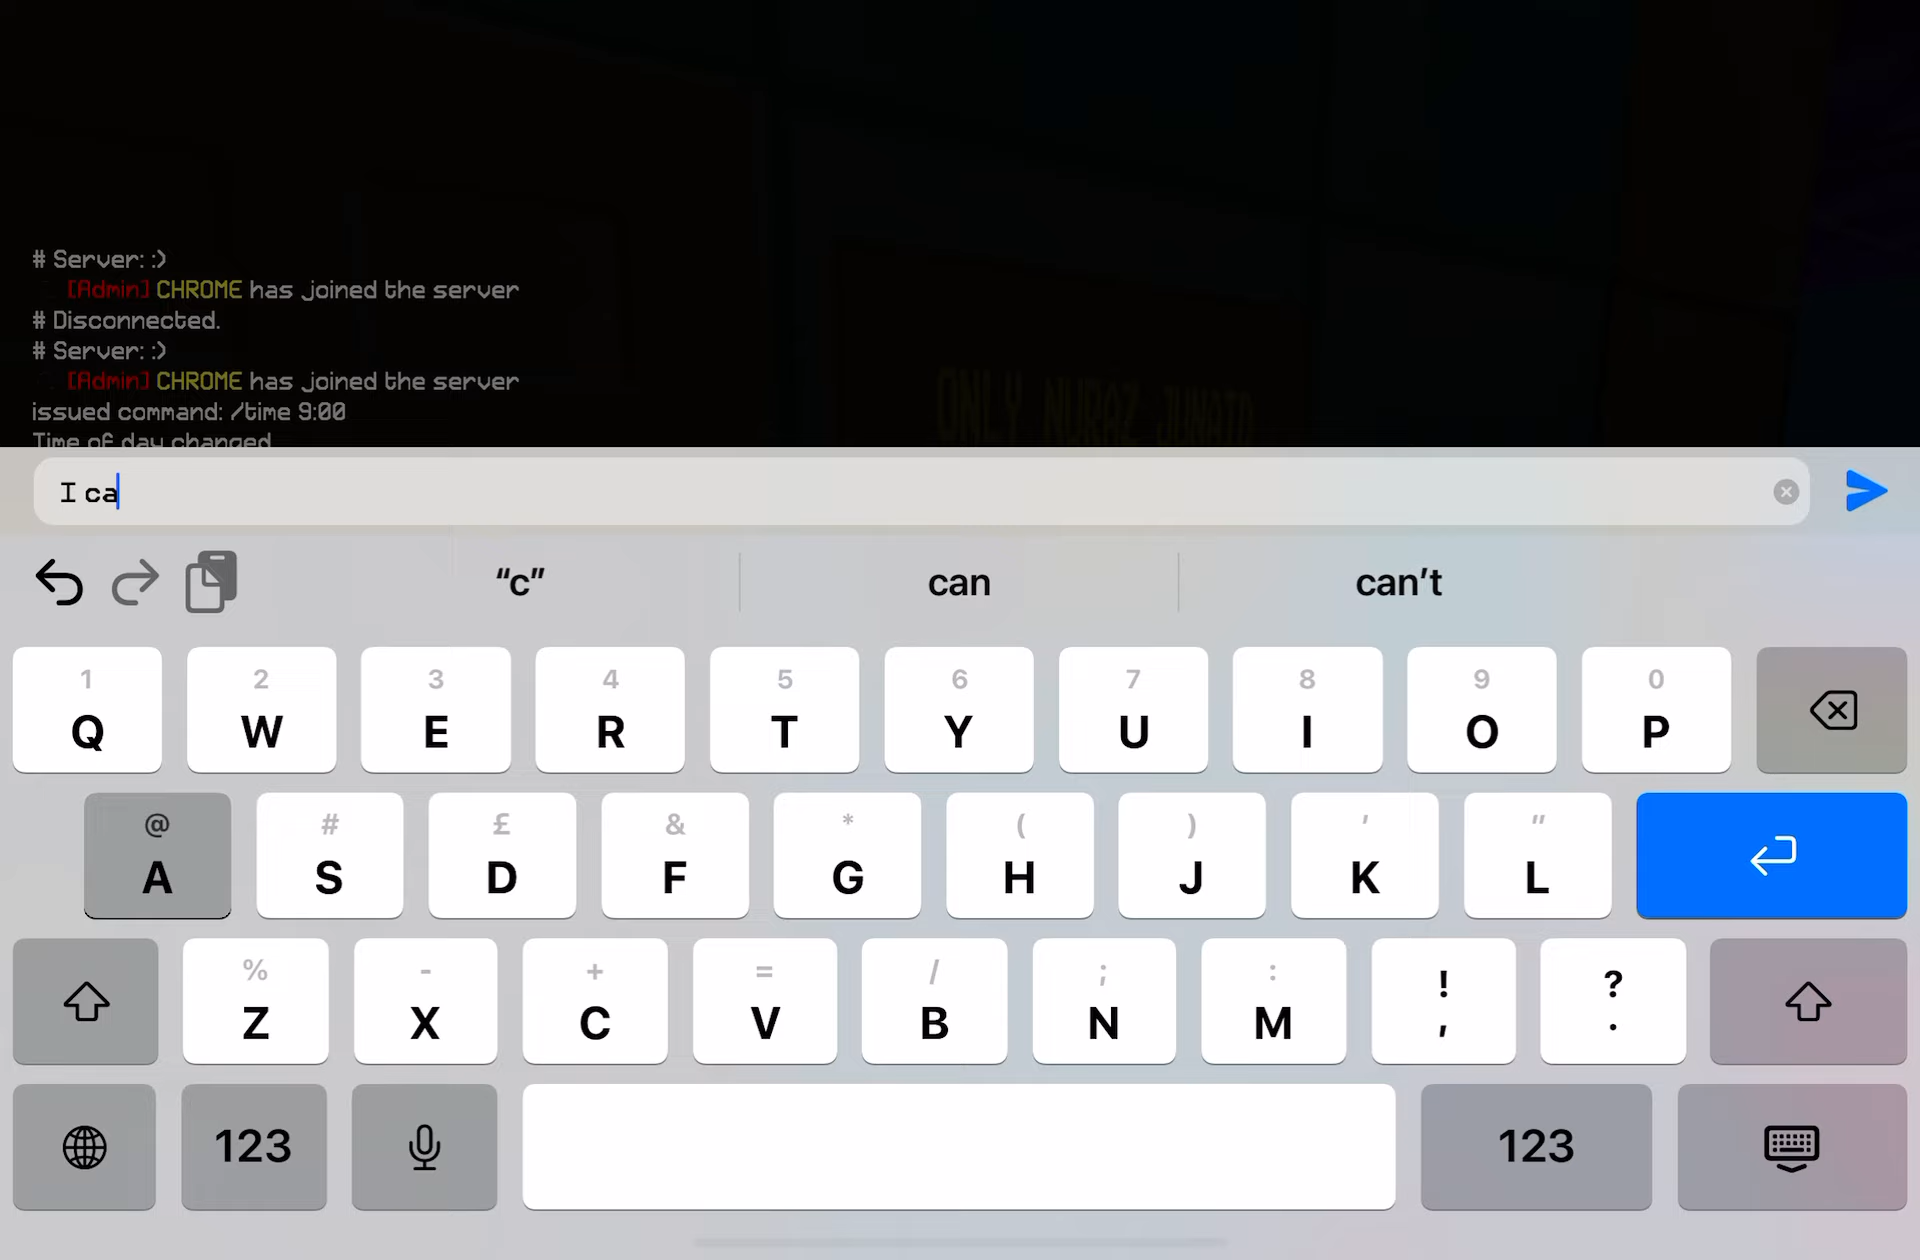 # Server: :)
[Admin] CHROME has joined the server
# Disconnected.
# Server: :)
[Admin] CHROME has joined the server
issued command: /time 9:00
Time of day changed
ONLY
I ca
“c” can can’t
1 2 3 4 5 6 7 8 9 0
Q W E R T Y U I O P
@ # £ & * ( ) ' "
A S D F G H J K L
% - + = / ; : ! ?
Z X C V B N M , .
123 123